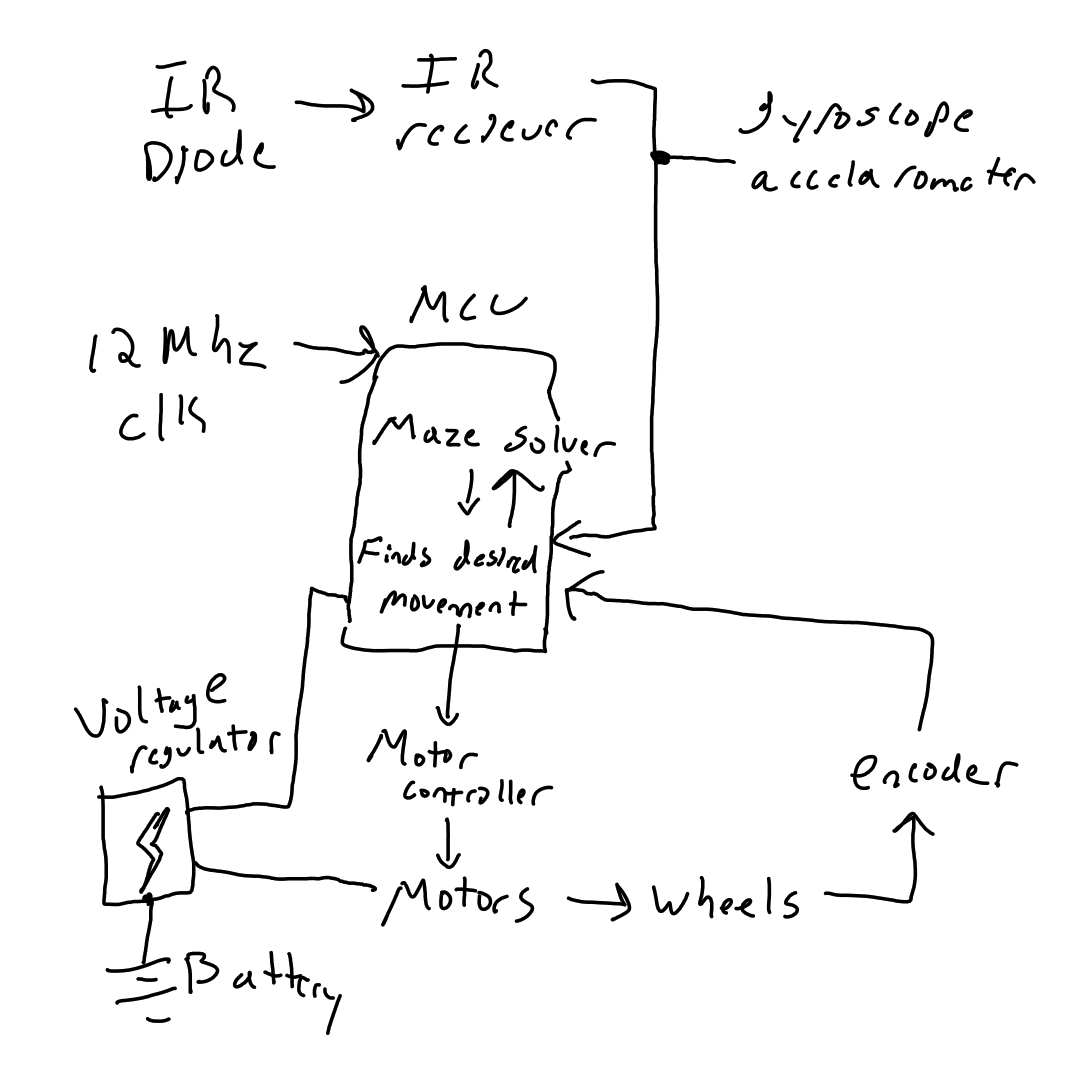 IR
Diode
IR
reciever
gyroscope
accelarometer
MCU
12 Mhz
clk
Maze solver
Finds desired
movement
Voltage
regulator
Motor
controller
encoder
Motors
Wheels
Battery